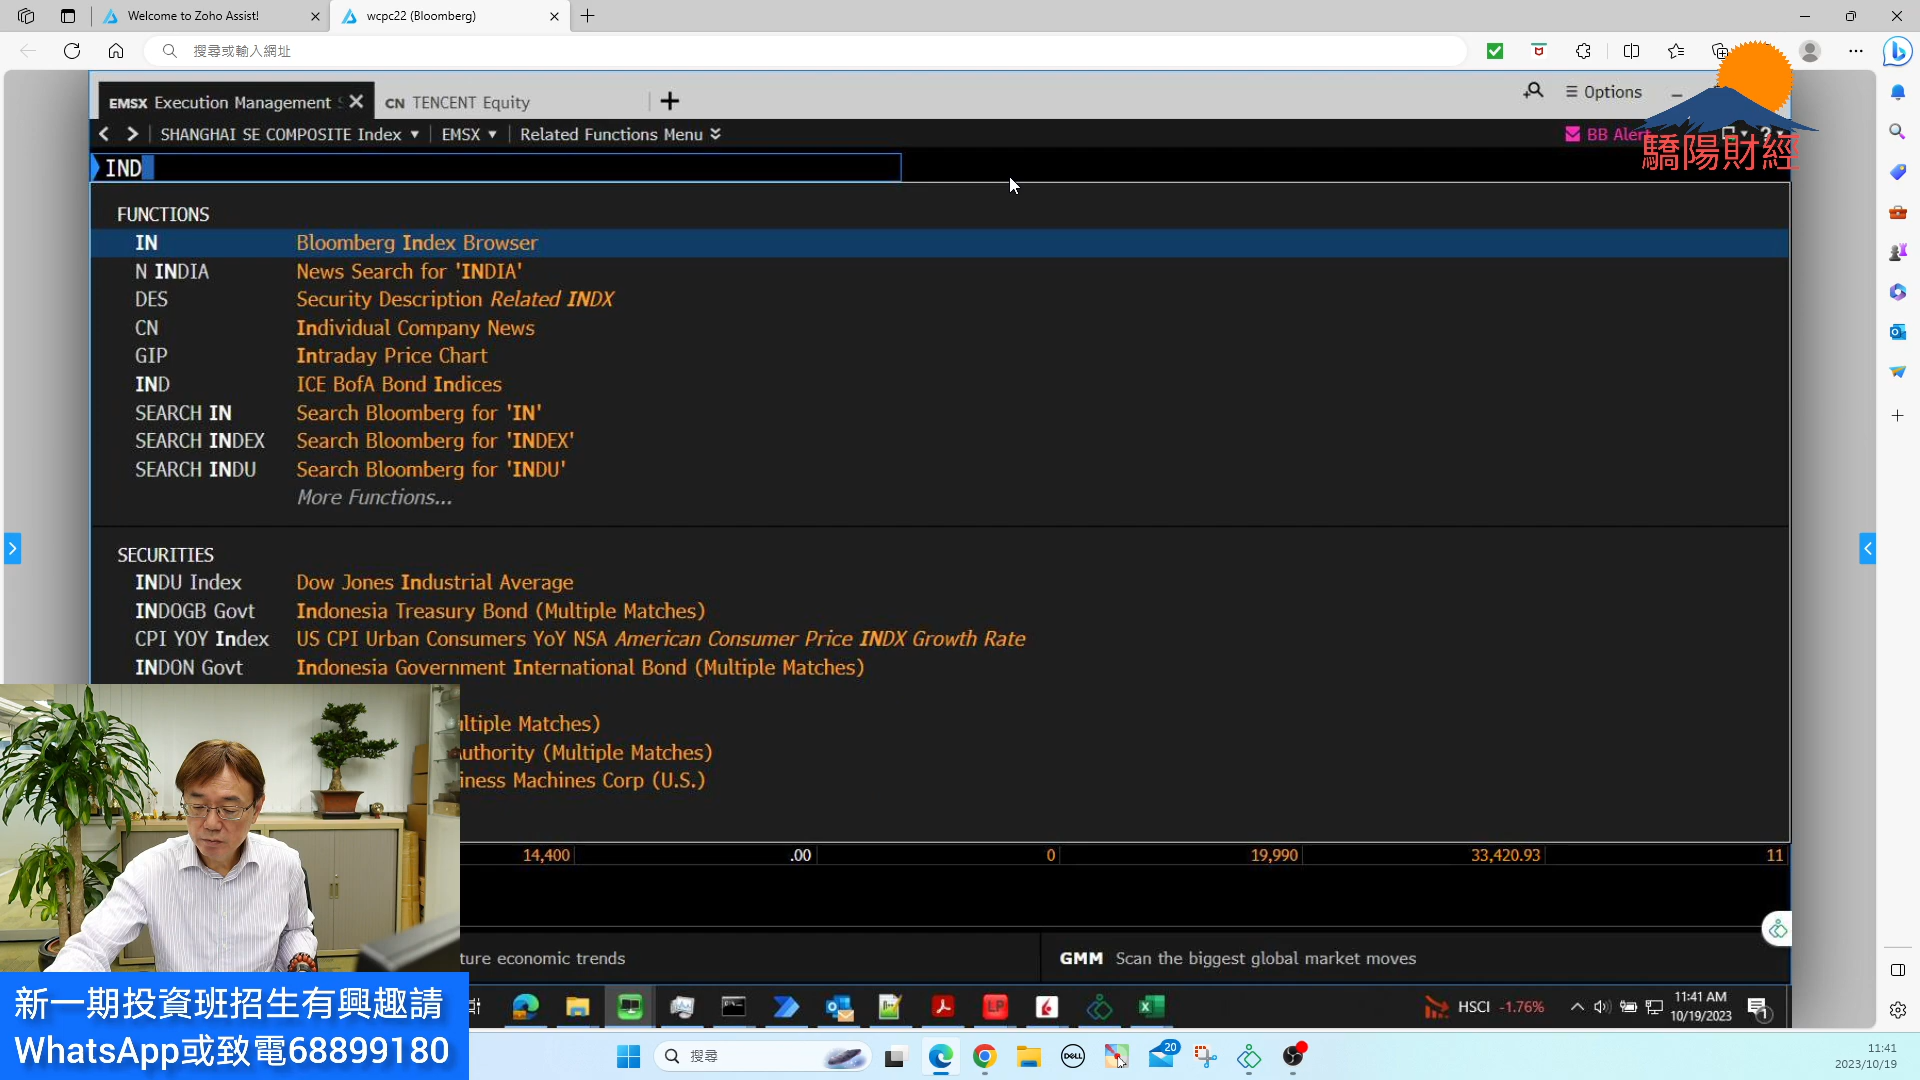 Welcome to Zoho Assist!
wcpc22 (Bloomberg)
搜尋或輸入網址
EMSX Execution Management S
CN TENCENT Equity
Options
SHANGHAI SE COMPOSITE Index
EMSX
Related Functions Menu
BB Alert
驕陽財經
IND
FUNCTIONS
IN Bloomberg Index Browser
N INDIA News Search for 'INDIA'
DES Security Description Related INDX
CN Individual Company News
GIP Intraday Price Chart
IND ICE BofA Bond Indices
SEARCH IN Search Bloomberg for 'IN'
SEARCH INDEX Search Bloomberg for 'INDEX'
SEARCH INDU Search Bloomberg for 'INDU'
More Functions...
SECURITIES
INDU Index Dow Jones Industrial Average
INDOGB Govt Indonesia Treasury Bond (Multiple Matches)
CPI YOY Index US CPI Urban Consumers YoY NSA American Consumer Price INDX Growth Rate
INDON Govt Indonesia Government International Bond (Multiple Matches)
ltiple Matches)
uthority (Multiple Matches)
iness Machines Corp (U.S.)
14,400 .00 0 19,990 33,420.93 11
ture economic trends
GMM Scan the biggest global market moves
新一期投資班招生有興趣請
WhatsApp或致電68899180
LP
HSCI -1.76%
11:41 AM
10/19/2023
1
搜尋
DELL
20
11:41
2023/10/19